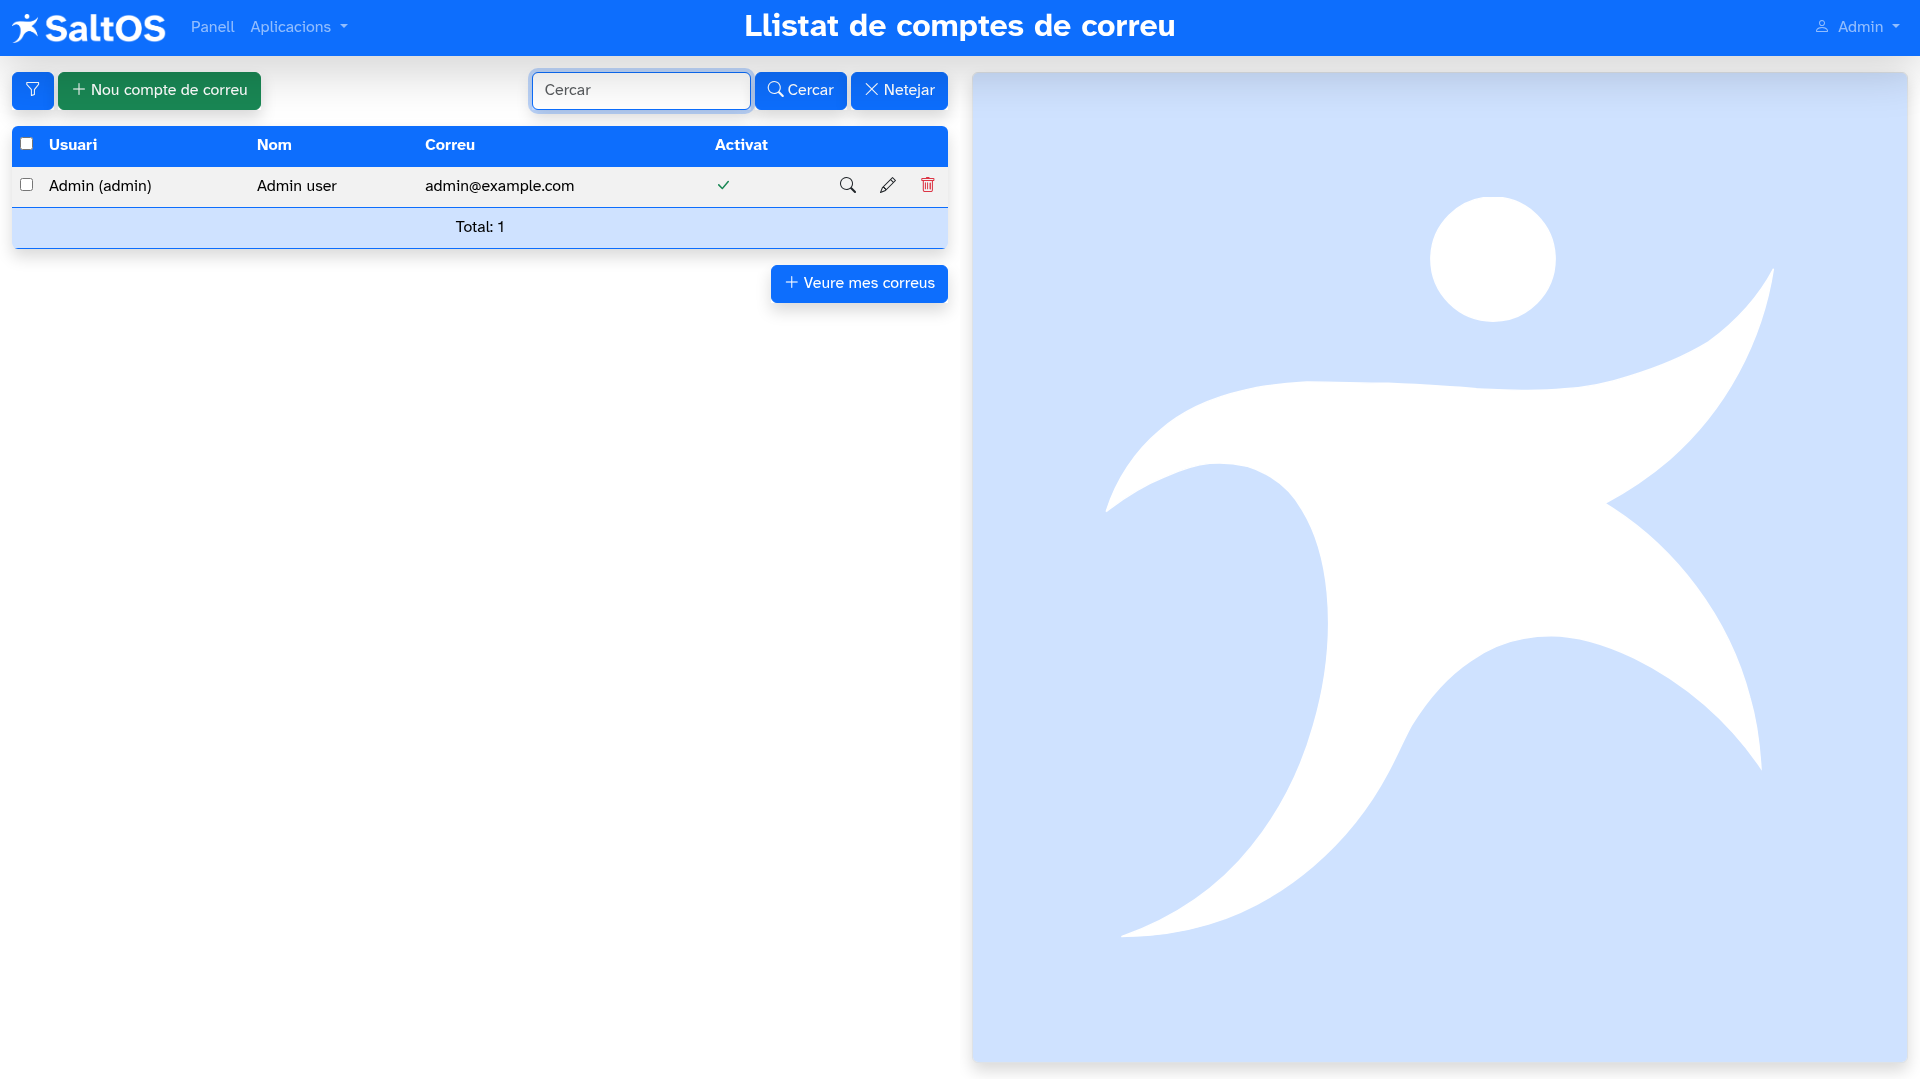 SaltOS Panell Aplicacions Llistat de comptes de correu Admin
Nou compte de correu Cercar Cercar Netejar
Usuari Nom Correu Activat
Admin (admin) Admin user admin@example.com
Total: 1
Veure mes correus